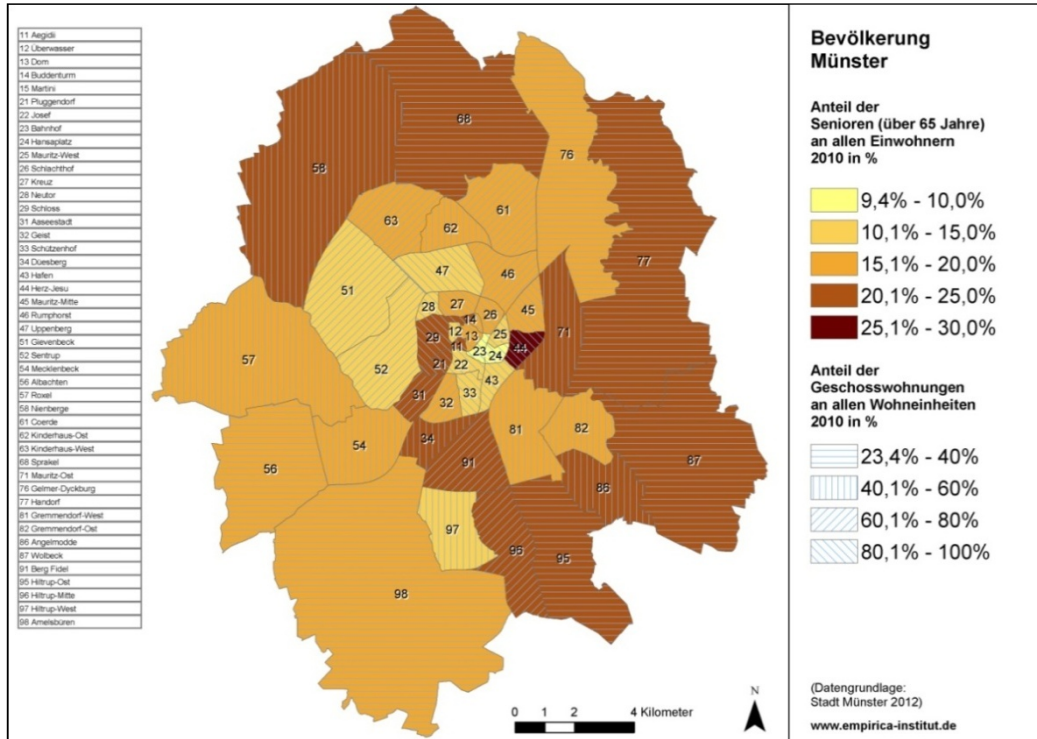 11 Aegidii
12 Überwasser
13 Dom
14 Buddenturm
15 Martini
21 Pluggendorf
22 Josef
23 Bahnhof
24 Hansaplatz
25 Mauritz-West
26 Schlachthof
27 Kreuz
28 Neutor
29 Schloss
31 Aaseestadt
32 Geist
33 Schützenhof
34 Düesberg
43 Hafen
44 Herz-Jesu
45 Mauritz-Mitte
46 Rumphorst
47 Uppenberg
51 Gievenbeck
52 Sentrup
54 Mecklenbeck
56 Albachten
57 Roxel
58 Nienberge
61 Coerde
62 Kinderhaus-Ost
63 Kinderhaus-West
68 Sprakel
71 Mauritz-Ost
76 Gelmer-Dyckburg
77 Handorf
81 Gremmendorf-West
82 Gremmendorf-Ost
86 Angelmodde
87 Wolbeck
91 Berg Fidel
95 Hiltrup-Ost
96 Hiltrup-Mitte
97 Hiltrup-West
98 Amelsbüren
68
76
58
61
63
62
77
47
46
51
28
27
26
45
14
12
13
25
29
11
23
24
44
71
57
52
21
22
43
31
32
33
34
81
82
54
91
87
56
86
97
96
95
98
N
0 1 2 4 Kilometer
Bevölkerung
Münster
Anteil der
Senioren (über 65 Jahre)
an allen Einwohnern
2010 in %
9,4% - 10,0%
10,1% - 15,0%
15,1% - 20,0%
20,1% - 25,0%
25,1% - 30,0%
Anteil der
Geschosswohnungen
an allen Wohneinheiten
2010 in %
23,4% - 40%
40,1% - 60%
60,1% - 80%
80,1% - 100%
(Datengrundlage:
Stadt Münster 2012)
www.empirica-institut.de